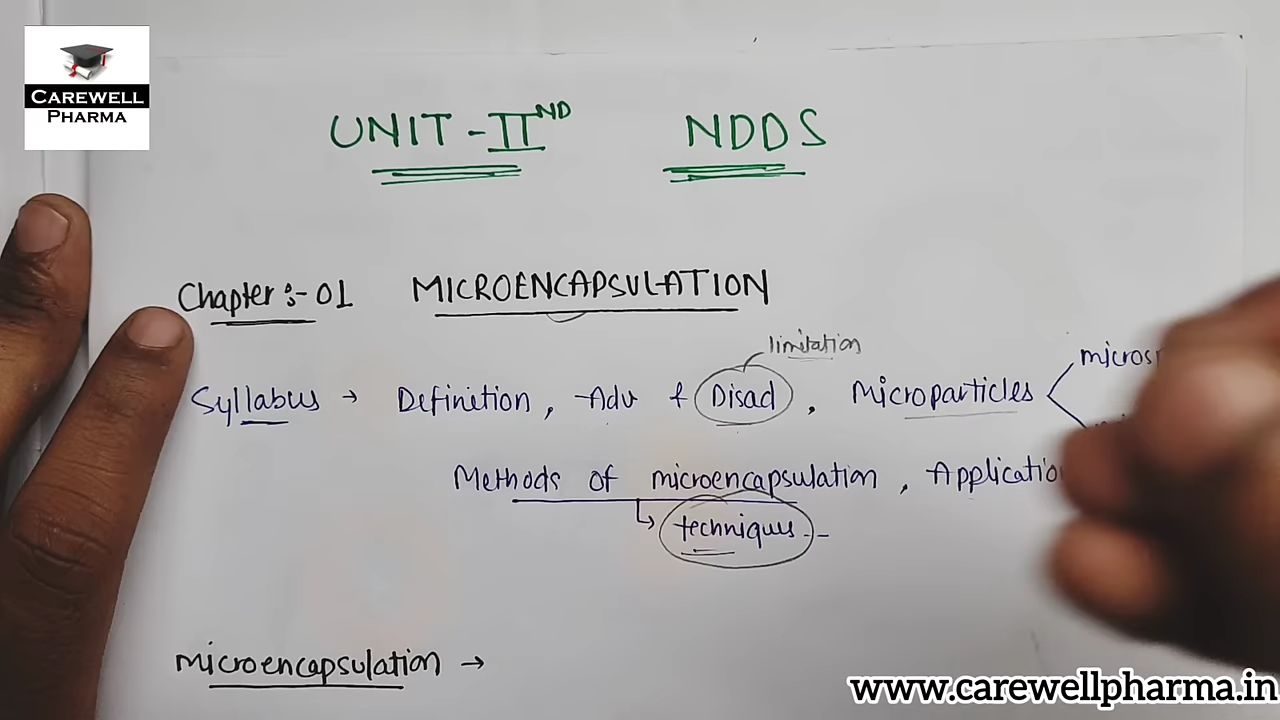 CAREWELL
PHARMA
UNIT-II ND NDDS
Chapter :- 01 MICROENCAPSULATION
limitation
Syllabus → Definition, Adv & Disad, Microparticles
Methods of microencapsulation,
techniques --
microencapsulation →
www.carewellpharma.in